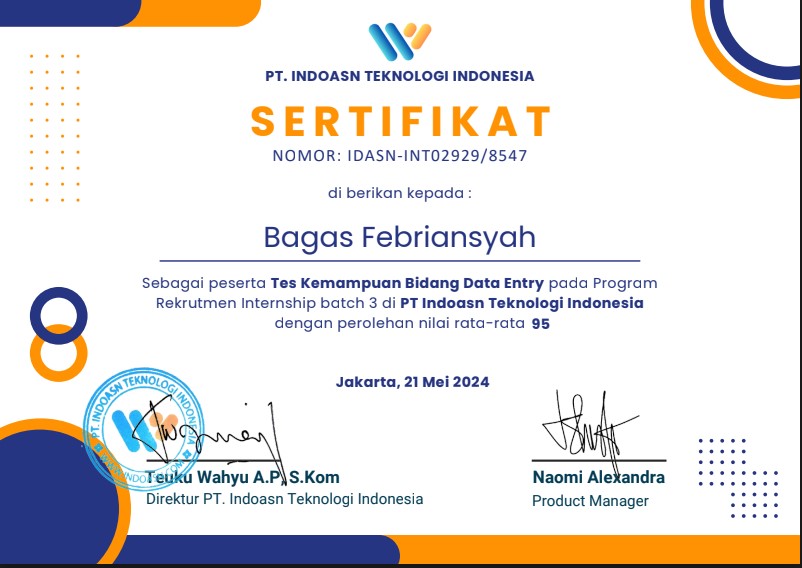 PT. INDOASN TEKNOLOGI INDONESIA
SERTIFIKAT
NOMOR: IDASN-INT02929/8547
di berikan kepada :
Bagas Febriansyah
Sebagai peserta Tes Kemampuan Bidang Data Entry pada Program
Rekrutmen Internship batch 3 di PT Indoasn Teknologi Indonesia
dengan perolehan nilai rata-rata 95
Jakarta, 21 Mei 2024
PT. INDOASN TEKNOLOGI INDONESIA
Teuku Wahyu A.P, S.Kom
Direktur PT. Indoasn Teknologi Indonesia
Naomi Alexandra
Product Manager